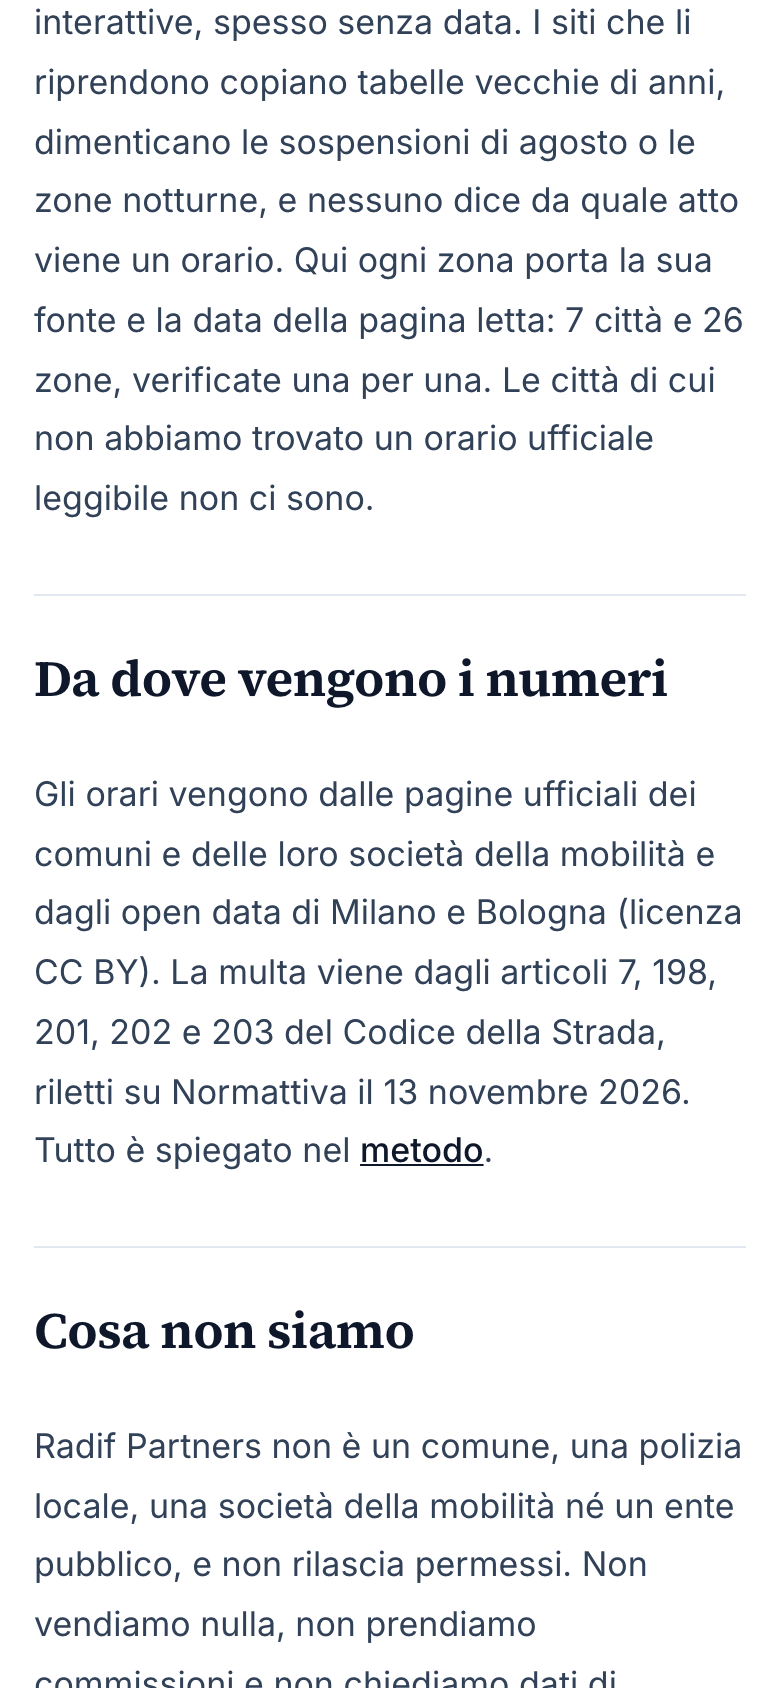 interattive, spesso senza data. I siti che li
riprendono copiano tabelle vecchie di anni,
dimenticano le sospensioni di agosto o le
zone notturne, e nessuno dice da quale atto
viene un orario. Qui ogni zona porta la sua
fonte e la data della pagina letta: 7 città e 26
zone, verificate una per una. Le città di cui
non abbiamo trovato un orario ufficiale
leggibile non ci sono.
Da dove vengono i numeri
Gli orari vengono dalle pagine ufficiali dei
comuni e delle loro società della mobilità e
dagli open data di Milano e Bologna (licenza
CC BY). La multa viene dagli articoli 7, 198,
201, 202 e 203 del Codice della Strada,
riletti su Normattiva il 13 novembre 2026.
Tutto è spiegato nel metodo.
Cosa non siamo
Radif Partners non è un comune, una polizia
locale, una società della mobilità né un ente
pubblico, e non rilascia permessi. Non
vendiamo nulla, non prendiamo
commissioni e non chiediamo dati di